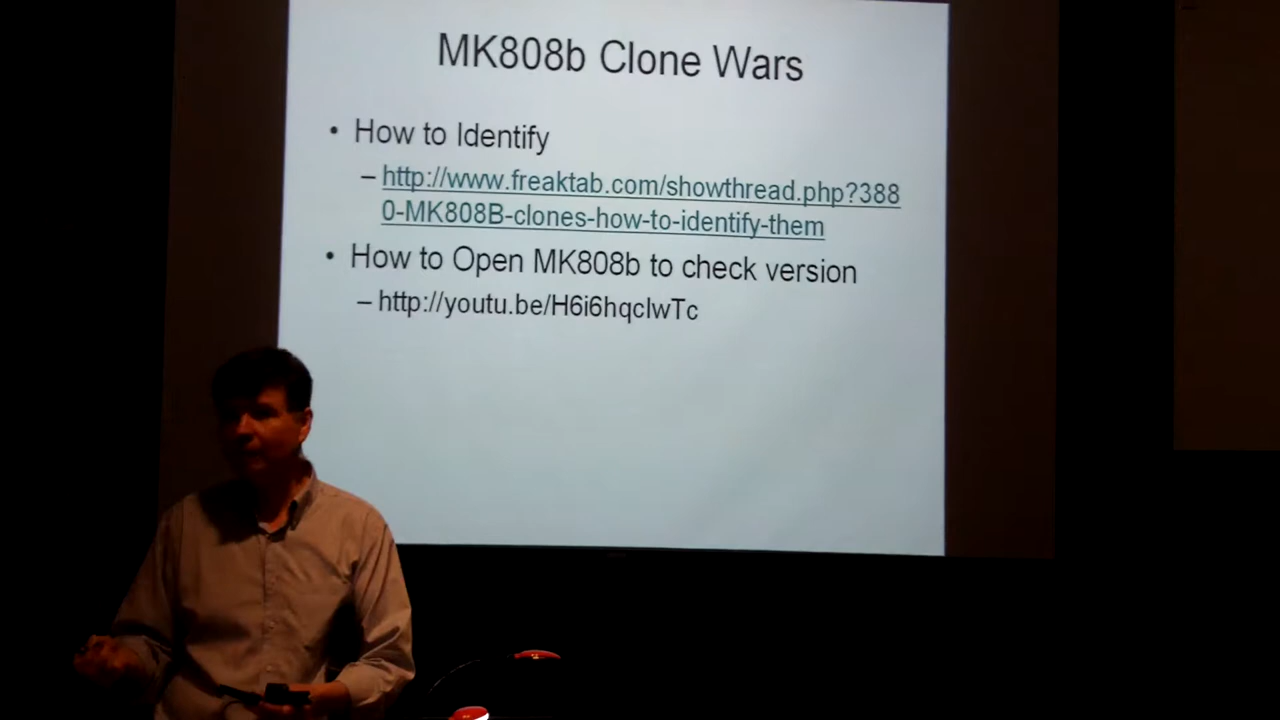 MK808b Clone Wars
• How to Identify
– http://www.freaktab.com/showthread.php?388
0-MK808B-clones-how-to-identify-them
• How to Open MK808b to check version
– http://youtu.be/H6i6hqclwTc